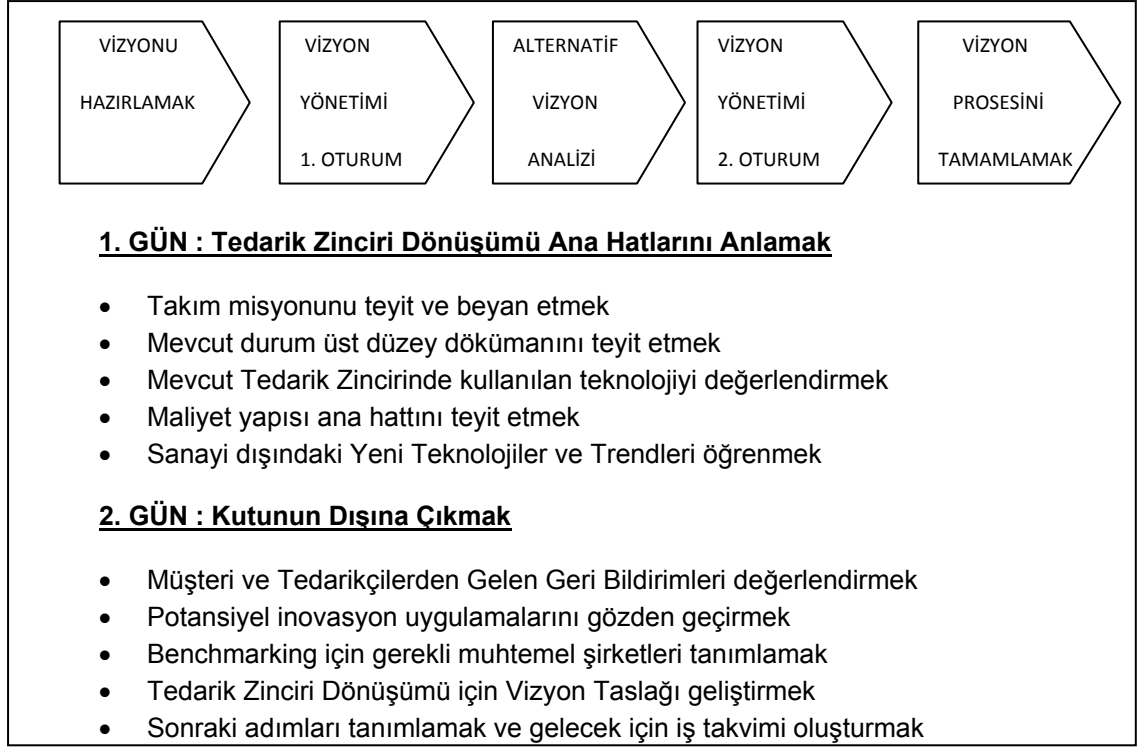 VİZYONU
HAZIRLAMAK
VİZYON
YÖNETİMİ
1. OTURUM
ALTERNATİF
VİZYON
ANALİZİ
VİZYON
YÖNETİMİ
2. OTURUM
VİZYON
PROSESİNİ
TAMAMLAMAK
1. GÜN : Tedarik Zinciri Dönüşümü Ana Hatlarını Anlamak
• Takım misyonunu teyit ve beyan etmek
• Mevcut durum üst düzey dökümanını teyit etmek
• Mevcut Tedarik Zincirinde kullanılan teknolojiyi değerlendirmek
• Maliyet yapısı ana hattını teyit etmek
• Sanayi dışındaki Yeni Teknolojiler ve Trendleri öğrenmek
2. GÜN : Kutunun Dışına Çıkmak
• Müşteri ve Tedarikçilerden Gelen Geri Bildirimleri değerlendirmek
• Potansiyel inovasyon uygulamalarını gözden geçirmek
• Benchmarking için gerekli muhtemel şirketleri tanımlamak
• Tedarik Zinciri Dönüşümü için Vizyon Taslağı geliştirmek
• Sonraki adımları tanımlamak ve gelecek için iş takvimi oluşturmak